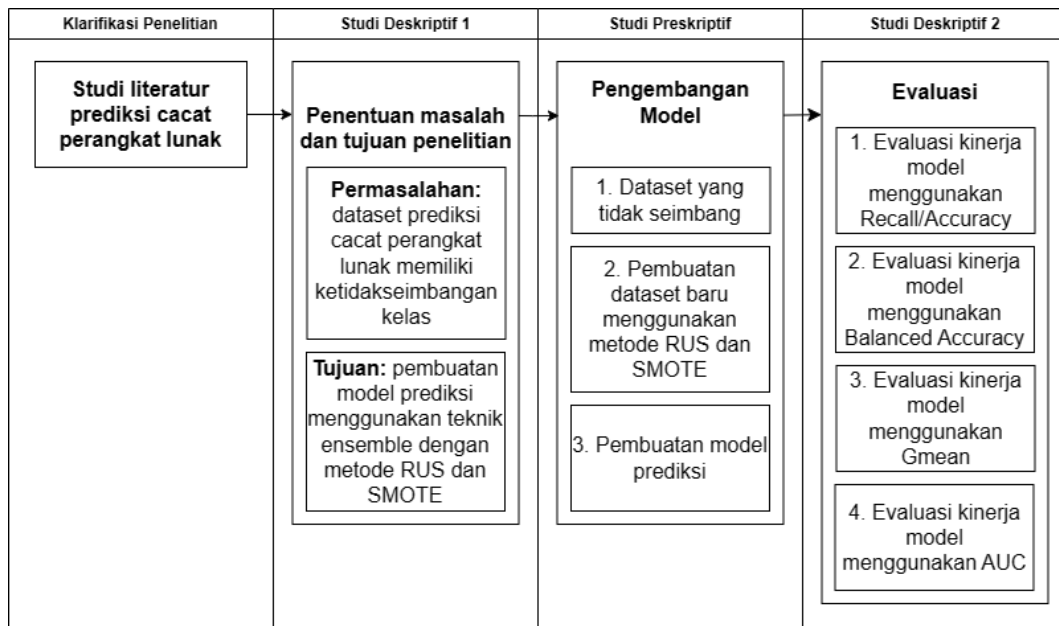 Klarifikasi Penelitian
Studi Deskriptif 1
Studi Preskriptif
Studi Deskriptif 2
Studi literatur
prediksi cacat
perangkat lunak
Penentuan masalah
dan tujuan penelitian
Permasalahan:
dataset prediksi
cacat perangkat
lunak memiliki
ketidakseimbangan
kelas
Tujuan: pembuatan
model prediksi
menggunakan teknik
ensemble dengan
metode RUS dan
SMOTE
Pengembangan
Model
1. Dataset yang
tidak seimbang
2. Pembuatan
dataset baru
menggunakan
metode RUS dan
SMOTE
3. Pembuatan model
prediksi
Evaluasi
1. Evaluasi kinerja
model
menggunakan
Recall/Accuracy
2. Evaluasi kinerja
model
menggunakan
Balanced Accuracy
3. Evaluasi kinerja
model
menggunakan
Gmean
4. Evaluasi kinerja
model
menggunakan AUC